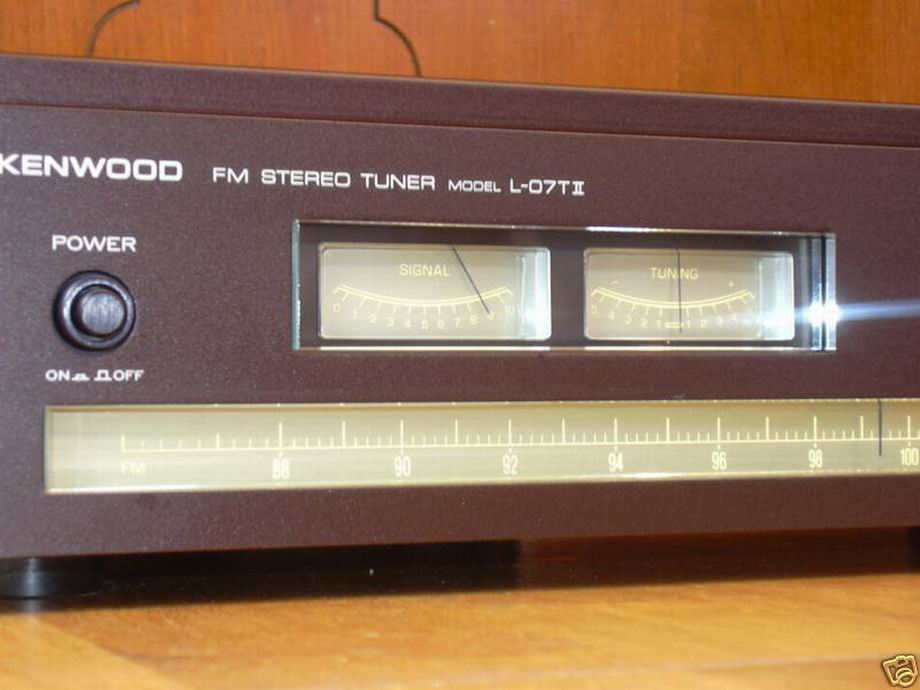 KENWOOD FM STEREO TUNER MODEL L-07TII
POWER
ON OFF
SIGNAL
0 1 2 3 4 5 6 7 8 9 10
TUNING
- +
5 4 3 2 1 1 2 3 4
FM 88 90 92 94 96 98 100